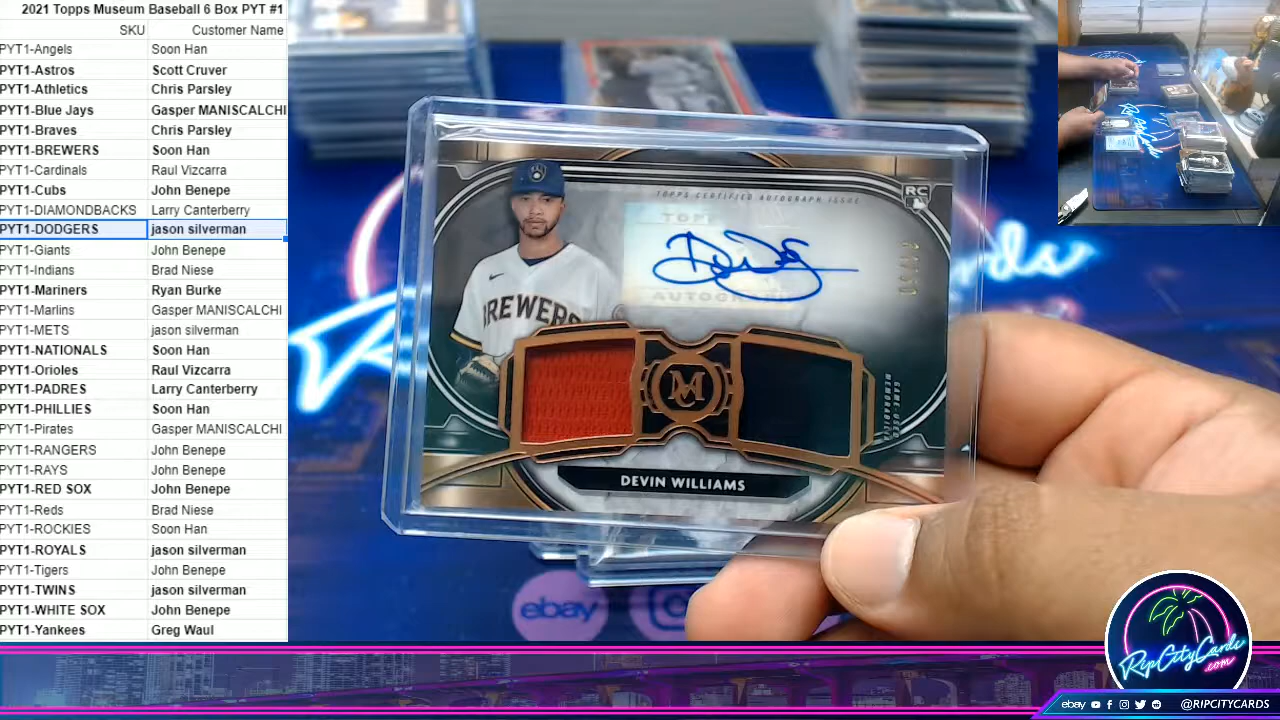 2021 Topps Museum Baseball 6 Box PYT #1
SKU Customer Name
PYT1-Angels Soon Han
PYT1-Astros Scott Cruver
PYT1-Athletics Chris Parsley
PYT1-Blue Jays Gasper MANISCALCHI
PYT1-Braves Chris Parsley
PYT1-BREWERS Soon Han
PYT1-Cardinals Raul Vizcarra
PYT1-Cubs John Benepe
PYT1-DIAMONDBACKS Larry Canterberry
PYT1-DODGERS jason silverman
PYT1-Giants John Benepe
PYT1-Indians Brad Niese
PYT1-Mariners Ryan Burke
PYT1-Marlins Gasper MANISCALCHI
PYT1-METS jason silverman
PYT1-NATIONALS Soon Han
PYT1-Orioles Raul Vizcarra
PYT1-PADRES Larry Canterberry
PYT1-PHILLIES Soon Han
PYT1-Pirates Gasper MANISCALCHI
PYT1-RANGERS John Benepe
PYT1-RAYS John Benepe
PYT1-RED SOX John Benepe
PYT1-Reds Brad Niese
PYT1-ROCKIES Soon Han
PYT1-ROYALS jason silverman
PYT1-Tigers John Benepe
PYT1-TWINS jason silverman
PYT1-WHITE SOX John Benepe
PYT1-Yankees Greg Waul
TOPPS CERTIFIED AUTOGRAPH ISSUE
RC
BREWERS
GAME-USED
MEMORABILIA
DEVIN WILLIAMS
ebay
RipCityCards
.com
ebay @RIPCITYCARDS